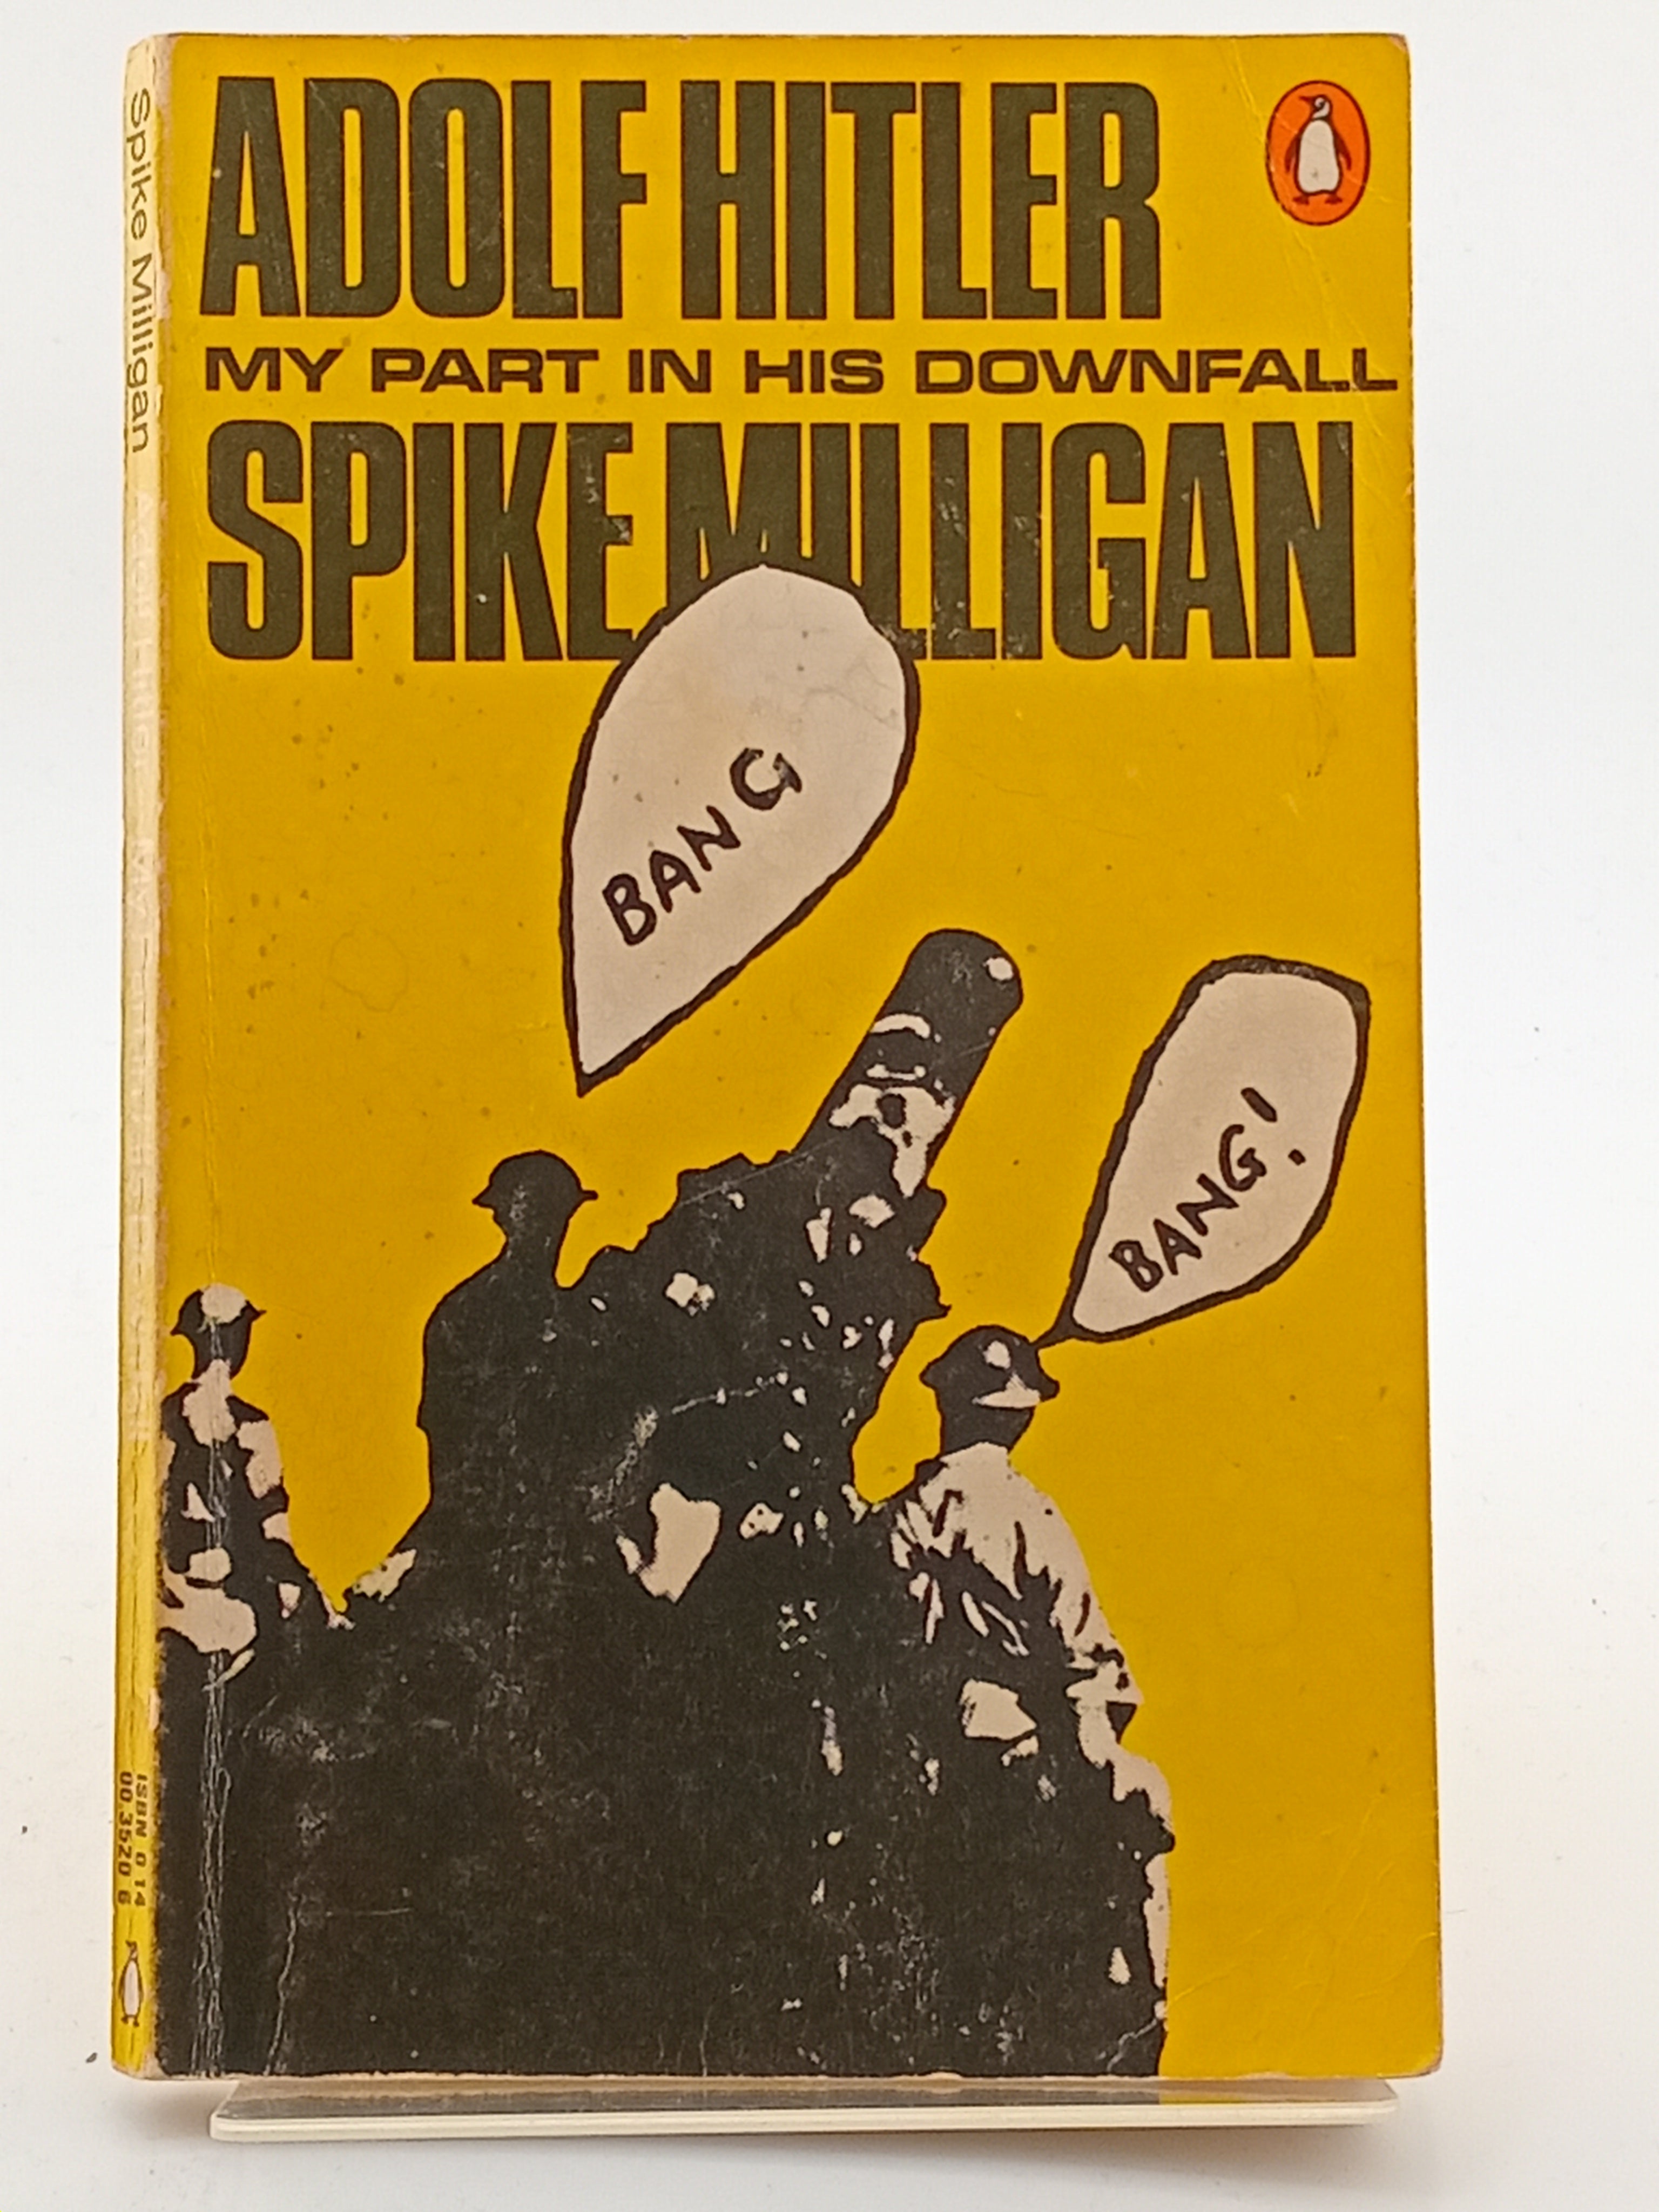 ADOLF HITLER
MY PART IN HIS DOWNFALL
SPIKE MILLIGAN
BANG
BANG!
Spike Milligan
ISBN 0 14
00.3520 6